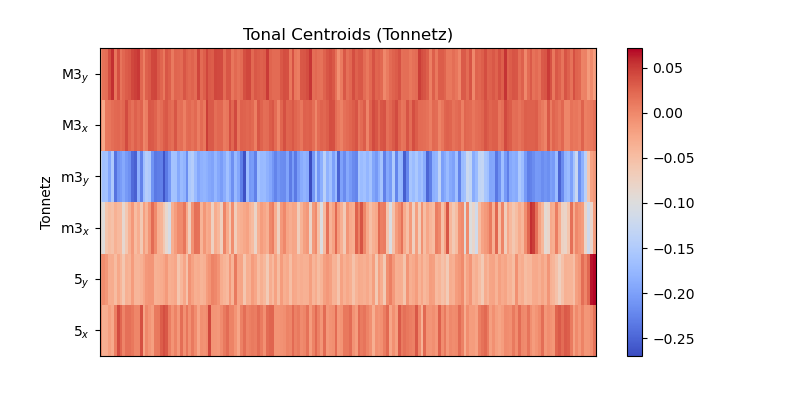 Tonal Centroids (Tonnetz)
Tonnetz
M3y
M3x
m3y
m3x
5y
5x
0.05
0.00
−0.05
−0.10
−0.15
−0.20
−0.25